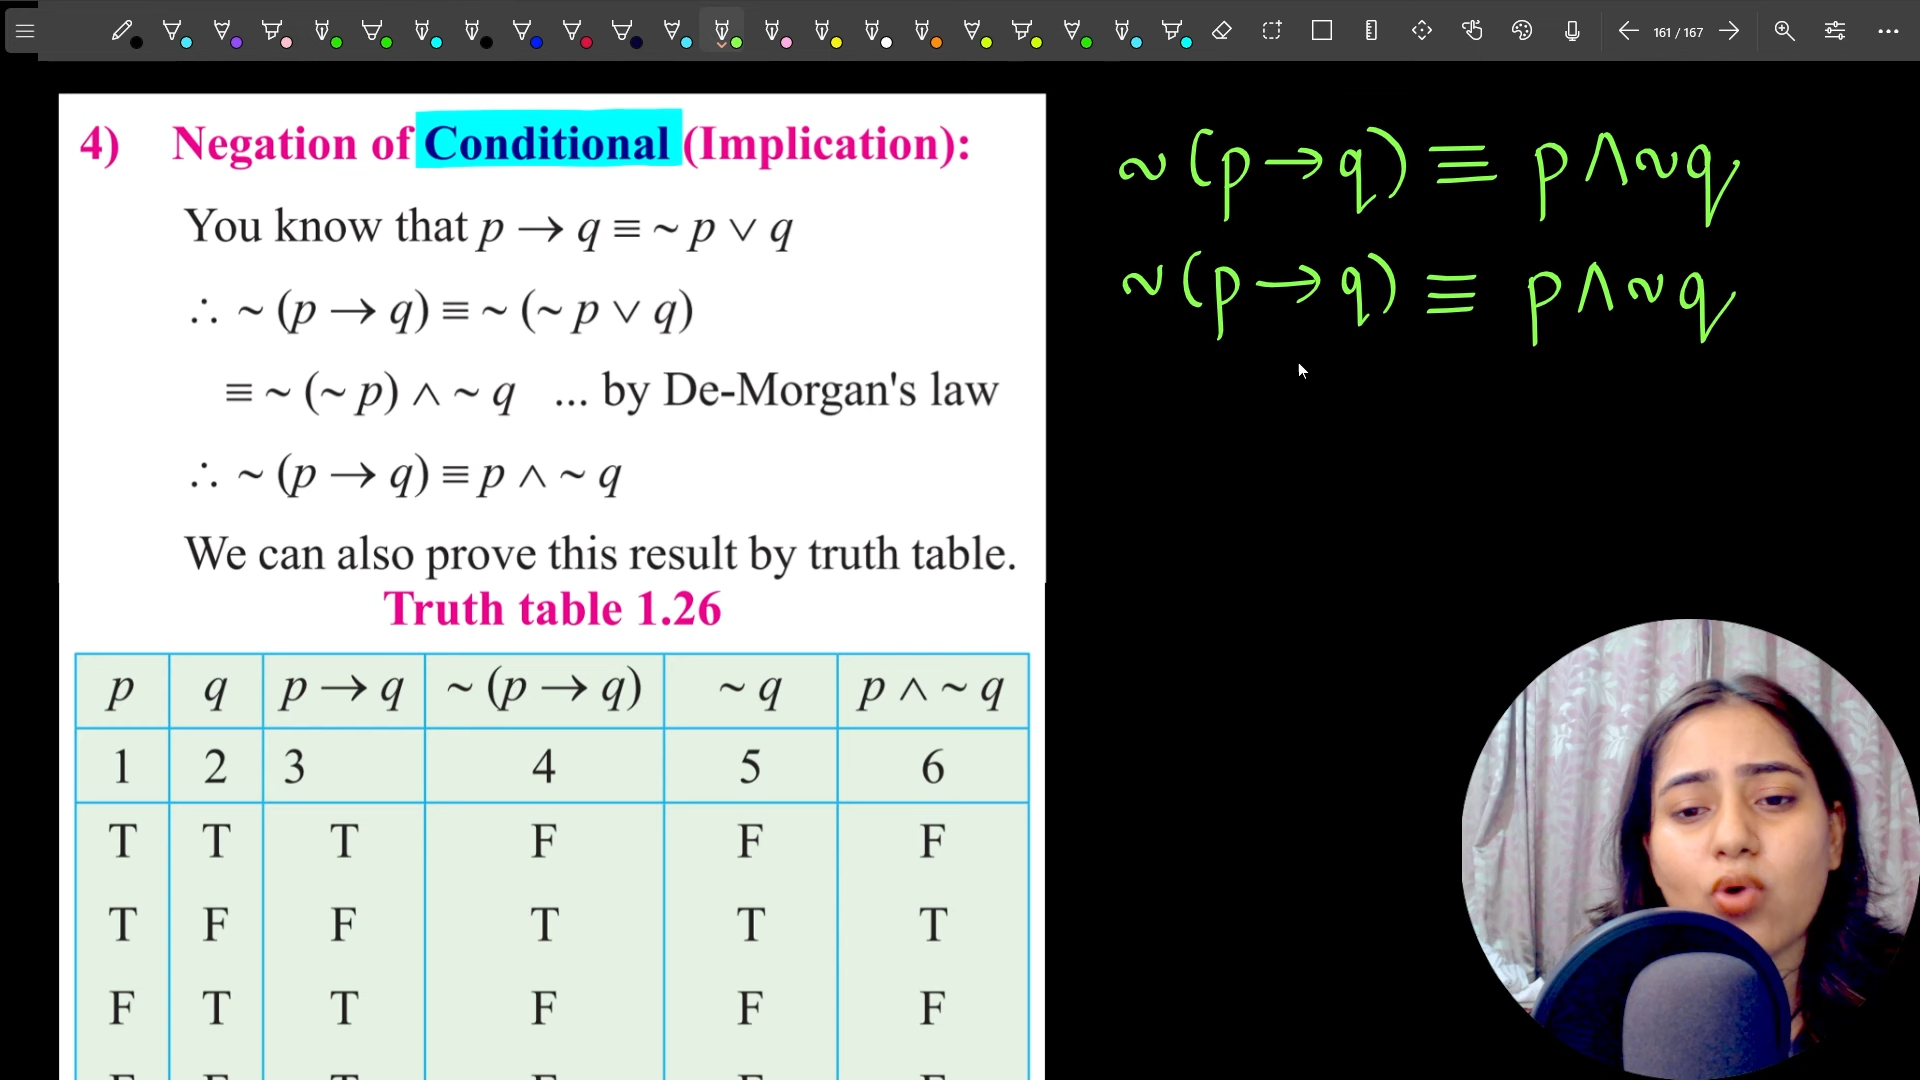 161 / 167
4) Negation of Conditional (Implication):
You know that p → q ≡ ~ p ∨ q
∴ ~ (p → q) ≡ ~ (~ p ∨ q)
≡ ~ (~ p) ∧ ~ q ... by De-Morgan's law
∴ ~ (p → q) ≡ p ∧ ~ q
We can also prove this result by truth table.
Truth table 1.26
p q p → q ~ (p → q) ~ q p ∧ ~ q
1 2 3 4 5 6
T T T F F F
T F F T T T
F T T F F F
~ (p → q) ≡ p ∧ ~ q
~ (p → q) ≡ p ∧ ~ q